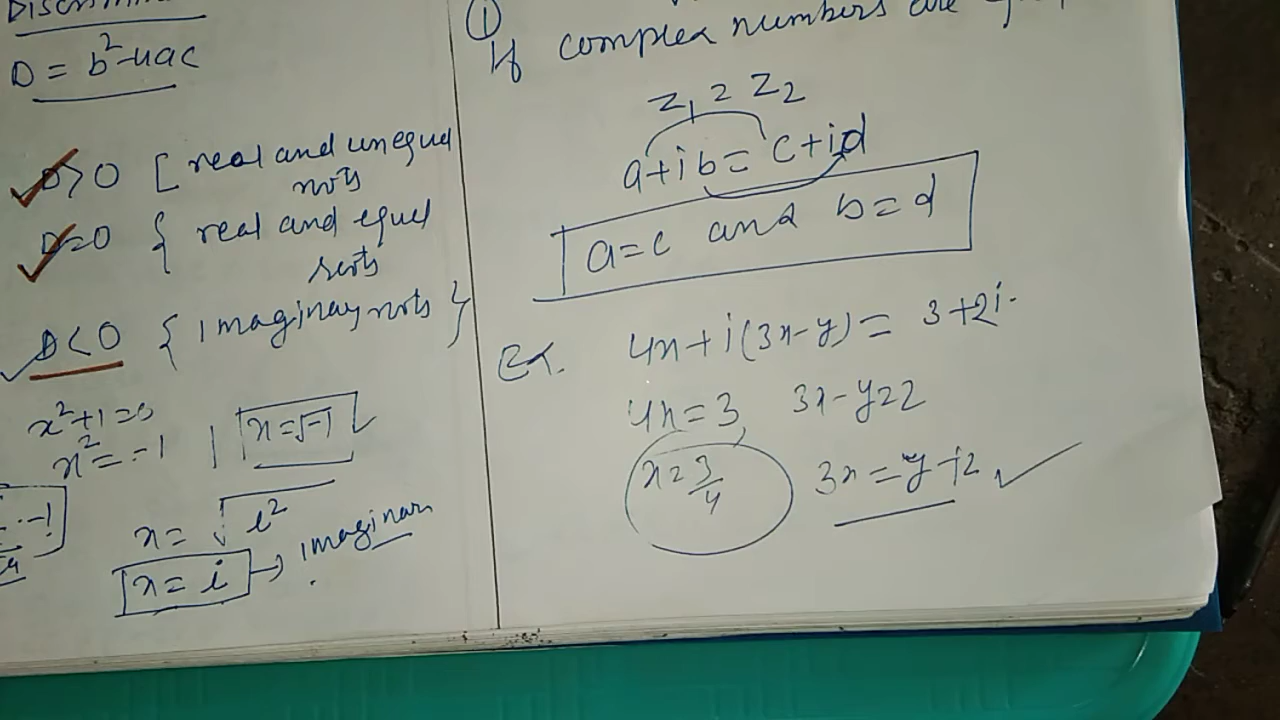 D = b²-4ac
D>0 [ real and unequal
roots
D=0 { real and equal
roots
D<0 { imaginary roots }
x²+1=0
x² = -1 | x=√-1
x = √i²
x = i → imaginary
①
If complex numbers are
z₁ = z₂
a+ib = c+id
a=c and b=d
Ex. 4x+i(3x-y) = 3+2i.
4x=3, 3x-y=2
x=3/4 3x=y+2